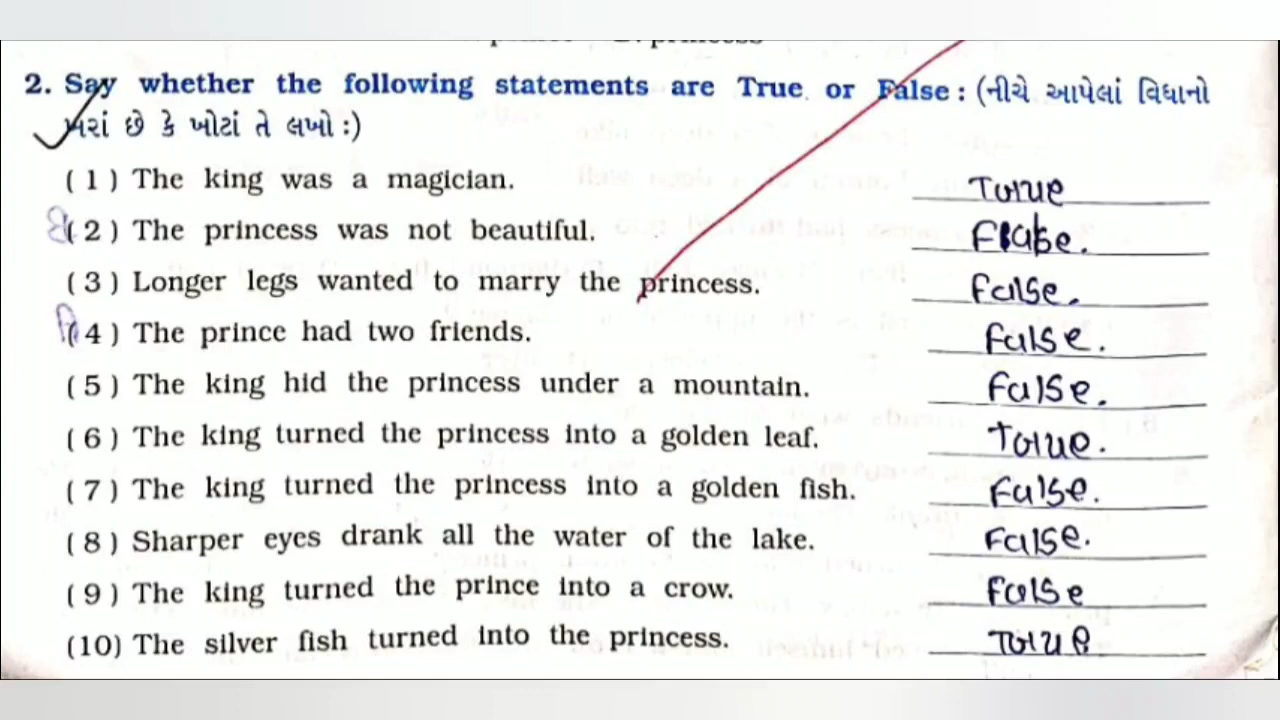 2. Say whether the following statements are True or False : (નીચે આપેલાં વિધાનો
ખરાં છે કે ખોટાં તે લખો :)
( 1 ) The king was a magician. True
( 2 ) The princess was not beautiful. False.
( 3 ) Longer legs wanted to marry the princess. False.
( 4 ) The prince had two friends. False.
( 5 ) The king hid the princess under a mountain. False.
( 6 ) The king turned the princess into a golden leaf. True.
( 7 ) The king turned the princess into a golden fish. False.
( 8 ) Sharper eyes drank all the water of the lake. False.
( 9 ) The king turned the prince into a crow. False
(10) The silver fish turned into the princess. True